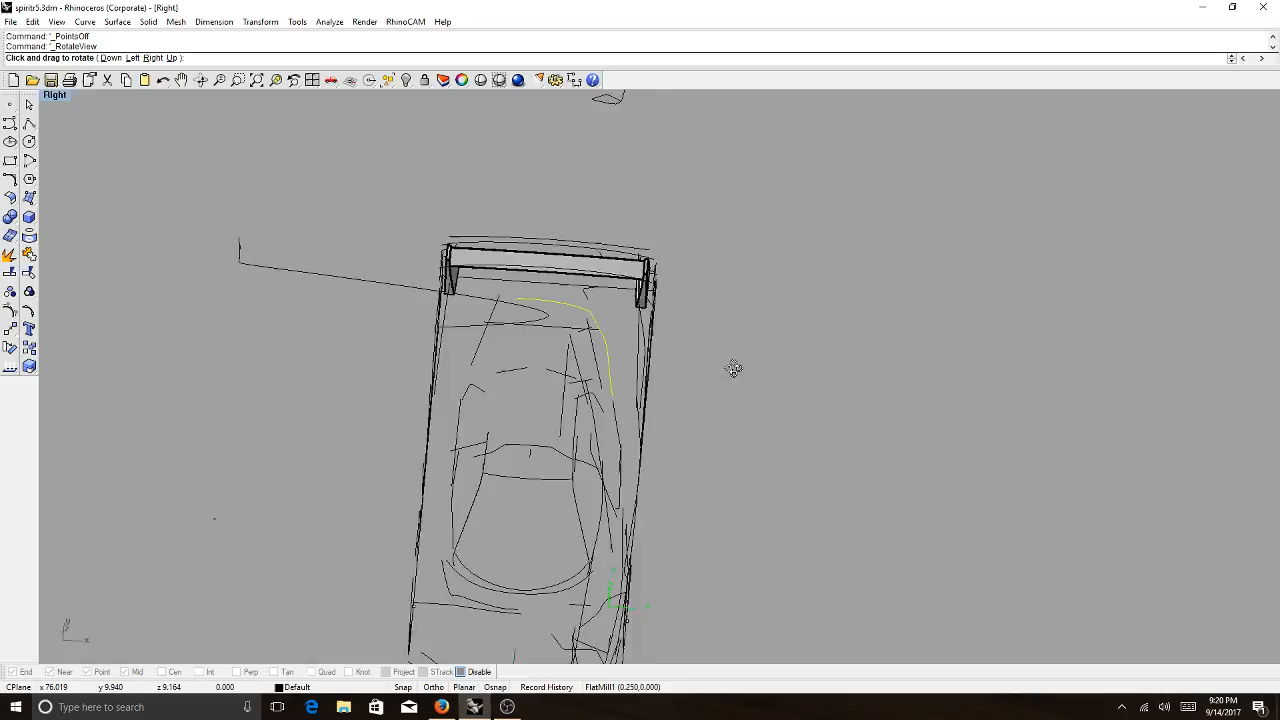 spiritr5.3dm - Rhinoceros (Corporate) - [Right]
File Edit View Curve Surface Solid Mesh Dimension Transform Tools Analyze Render RhinoCAM Help
Command: '_PointsOff
Command: '_RotateView
Click and drag to rotate ( Down Left Right Up ):
Right
x
End Near Point Mid Cen Int Perp Tan Quad Knot Project STrack Disable
CPlane x 76.019 y 9.940 z 9.164 0.000 Default Snap Ortho Planar Osnap Record History FlatMill1 (0.250,0.000)
Type here to search
9:20 PM
9/14/2017